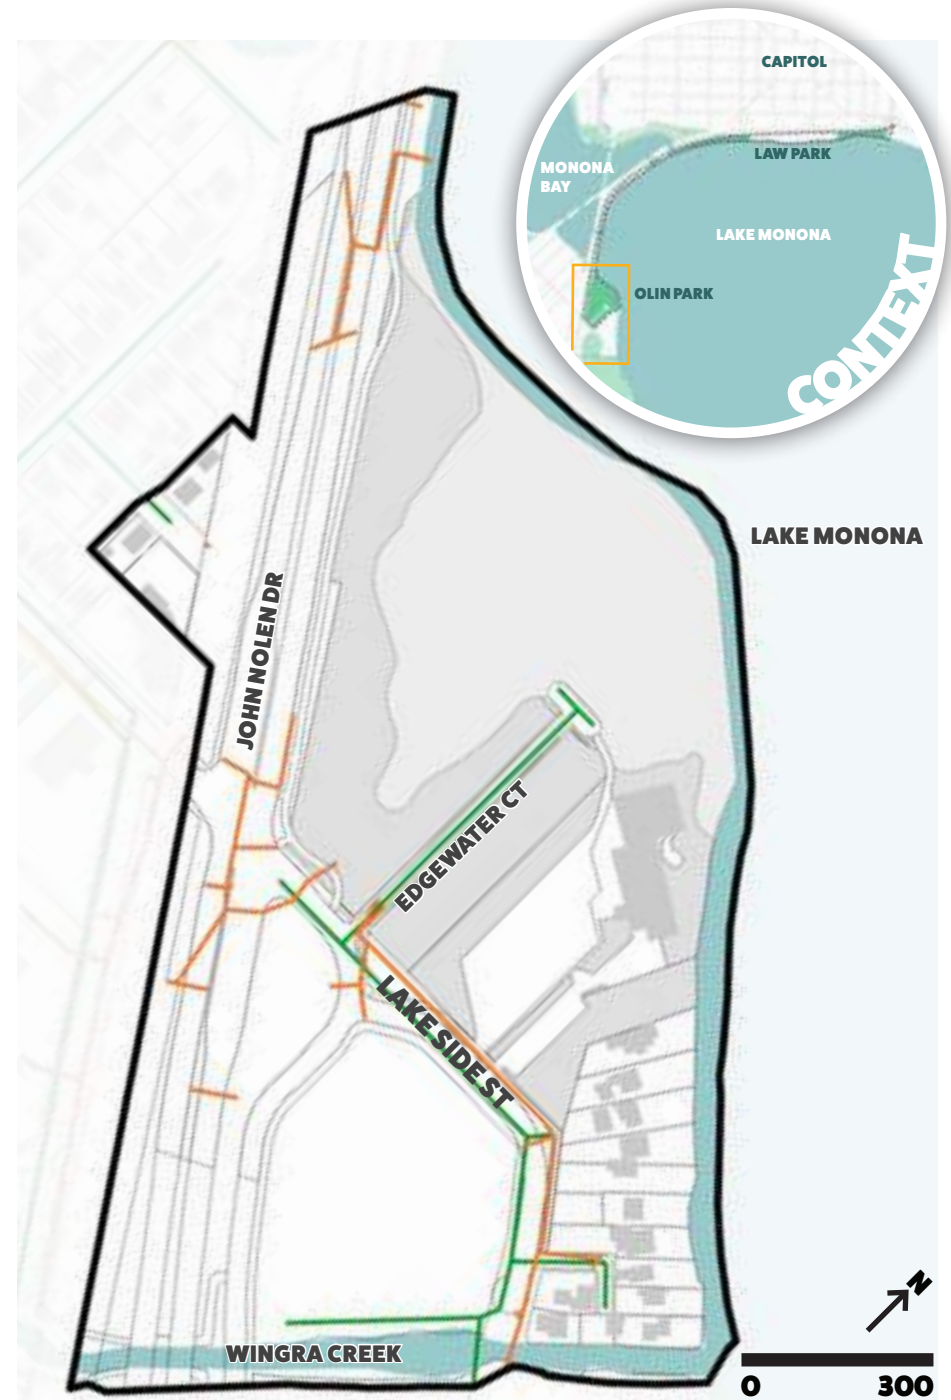 CAPITOL
LAW PARK
MONONA
BAY
LAKE MONONA
OLIN PARK
CONTEXT
LAKE MONONA
JOHN NOLEN DR
EDGEWATER CT
LAKE SIDE ST
WINGRA CREEK
N
0 300